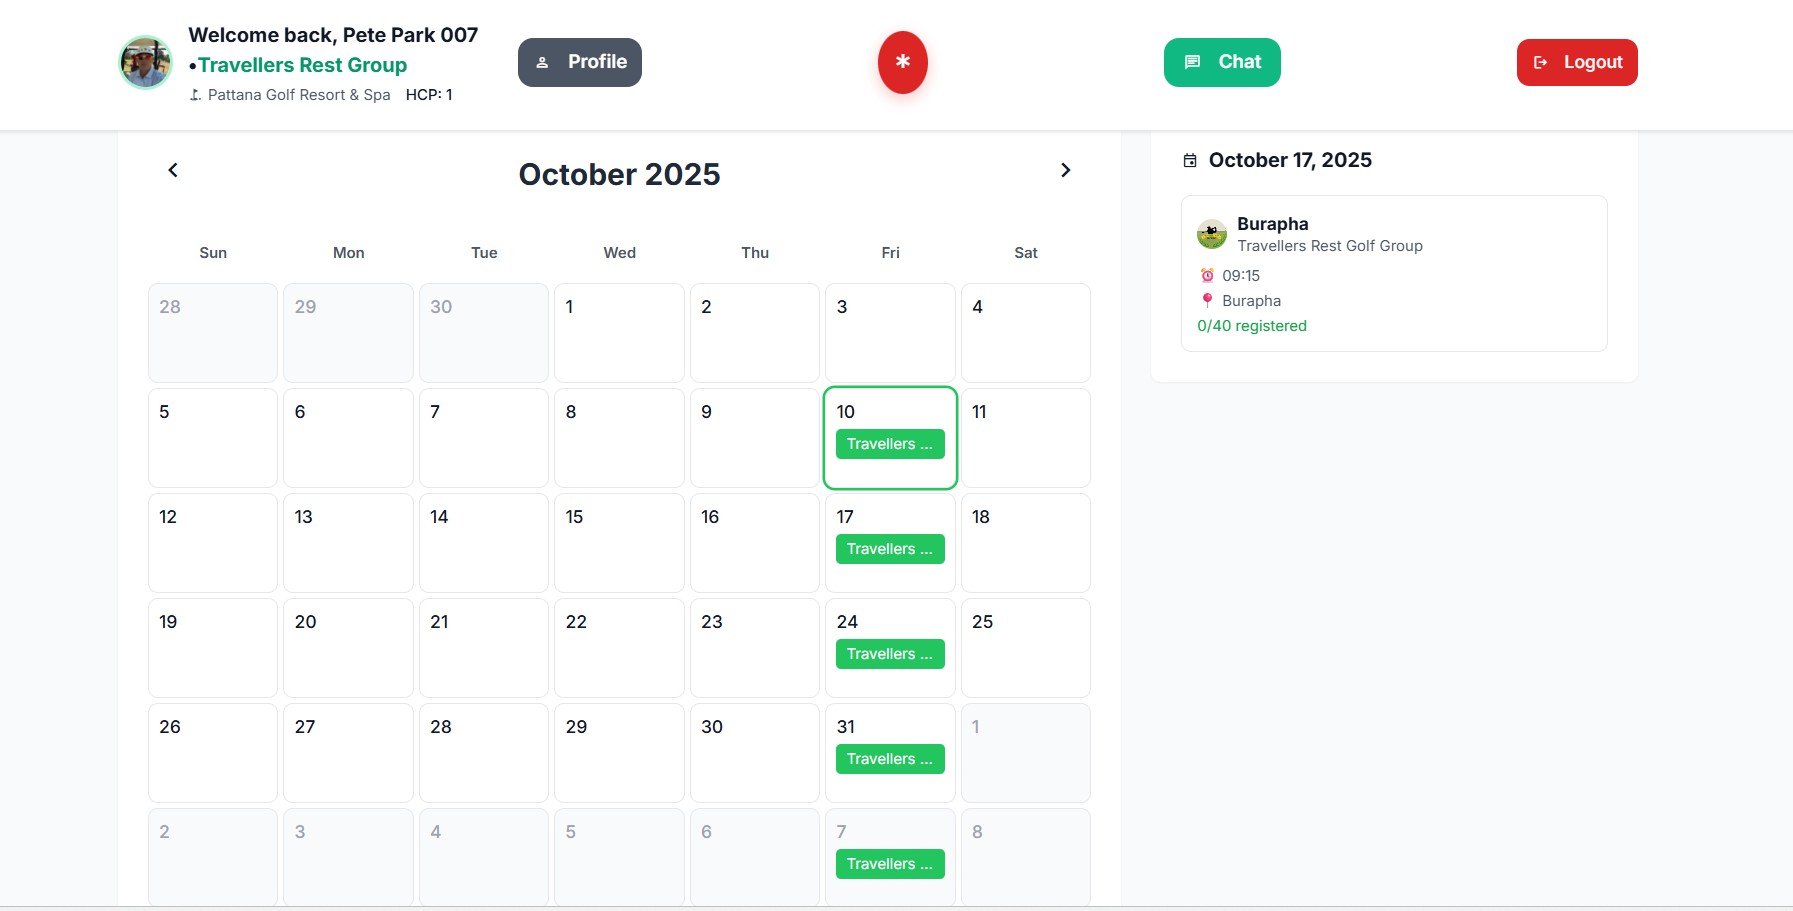 Welcome back, Pete Park 007
•Travellers Rest Group
Pattana Golf Resort & Spa HCP: 1
Profile
*
Chat
Logout
October 2025
Sun Mon Tue Wed Thu Fri Sat
28 29 30 1 2 3 4
5 6 7 8 9 10 11
Travellers ...
12 13 14 15 16 17 18
Travellers ...
19 20 21 22 23 24 25
Travellers ...
26 27 28 29 30 31 1
Travellers ...
2 3 4 5 6 7 8
Travellers ...
October 17, 2025
Burapha
Travellers Rest Golf Group
09:15
Burapha
0/40 registered